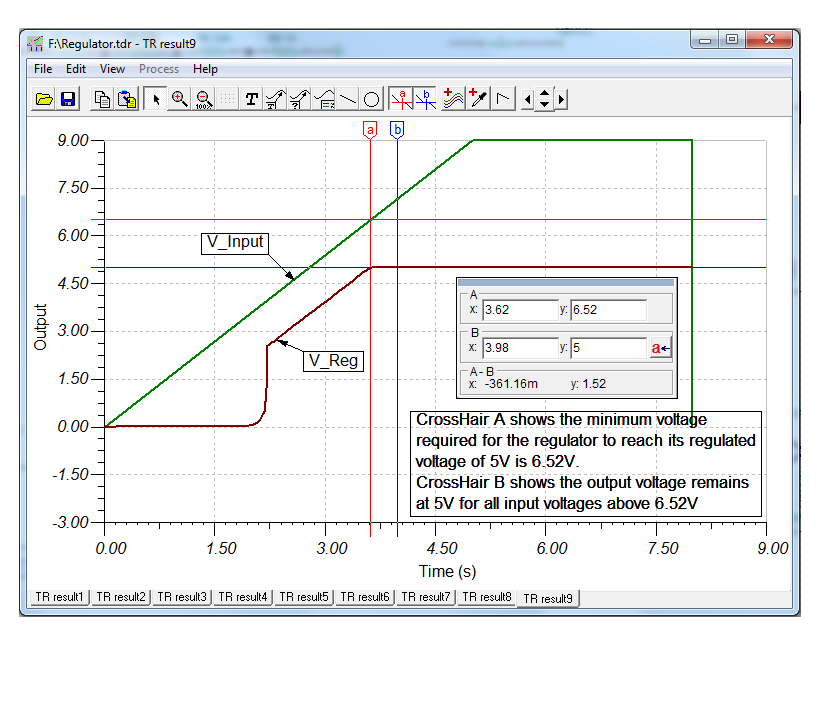 F:\Regulator.tdr - TR result9
File Edit View Process Help
100%
T
a b
a b
9.00
7.50
6.00
4.50
3.00
1.50
0.00
-1.50
-3.00
Output
V_Input
V_Reg
A
x: 3.62 y: 6.52
B
x: 3.98 y: 5 a
A - B
x: -361.16m y: 1.52
CrossHair A shows the minimum voltage
required for the regulator to reach its regulated
voltage of 5V is 6.52V.
CrossHair B shows the output voltage remains
at 5V for all input voltages above 6.52V
0.00 1.50 3.00 4.50 6.00 7.50 9.00
Time (s)
TR result1 TR result2 TR result3 TR result4 TR result5 TR result6 TR result7 TR result8 TR result9